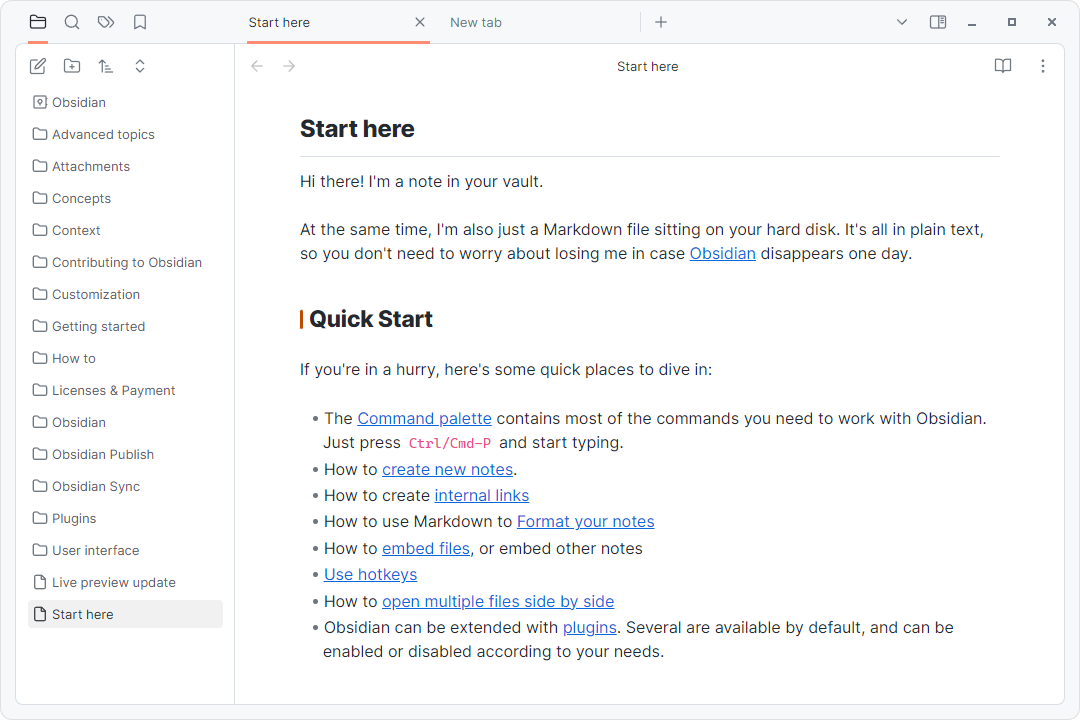 Start here
New tab
Start here
Obsidian
Advanced topics
Attachments
Concepts
Context
Contributing to Obsidian
Customization
Getting started
How to
Licenses & Payment
Obsidian
Obsidian Publish
Obsidian Sync
Plugins
User interface
Live preview update
Start here
Start here
Hi there! I'm a note in your vault.
At the same time, I'm also just a Markdown file sitting on your hard disk. It's all in plain text,
so you don't need to worry about losing me in case Obsidian disappears one day.
Quick Start
If you're in a hurry, here's some quick places to dive in:
• The Command palette contains most of the commands you need to work with Obsidian.
Just press Ctrl/Cmd-P and start typing.
• How to create new notes.
• How to create internal links
• How to use Markdown to Format your notes
• How to embed files, or embed other notes
• Use hotkeys
• How to open multiple files side by side
• Obsidian can be extended with plugins. Several are available by default, and can be
enabled or disabled according to your needs.